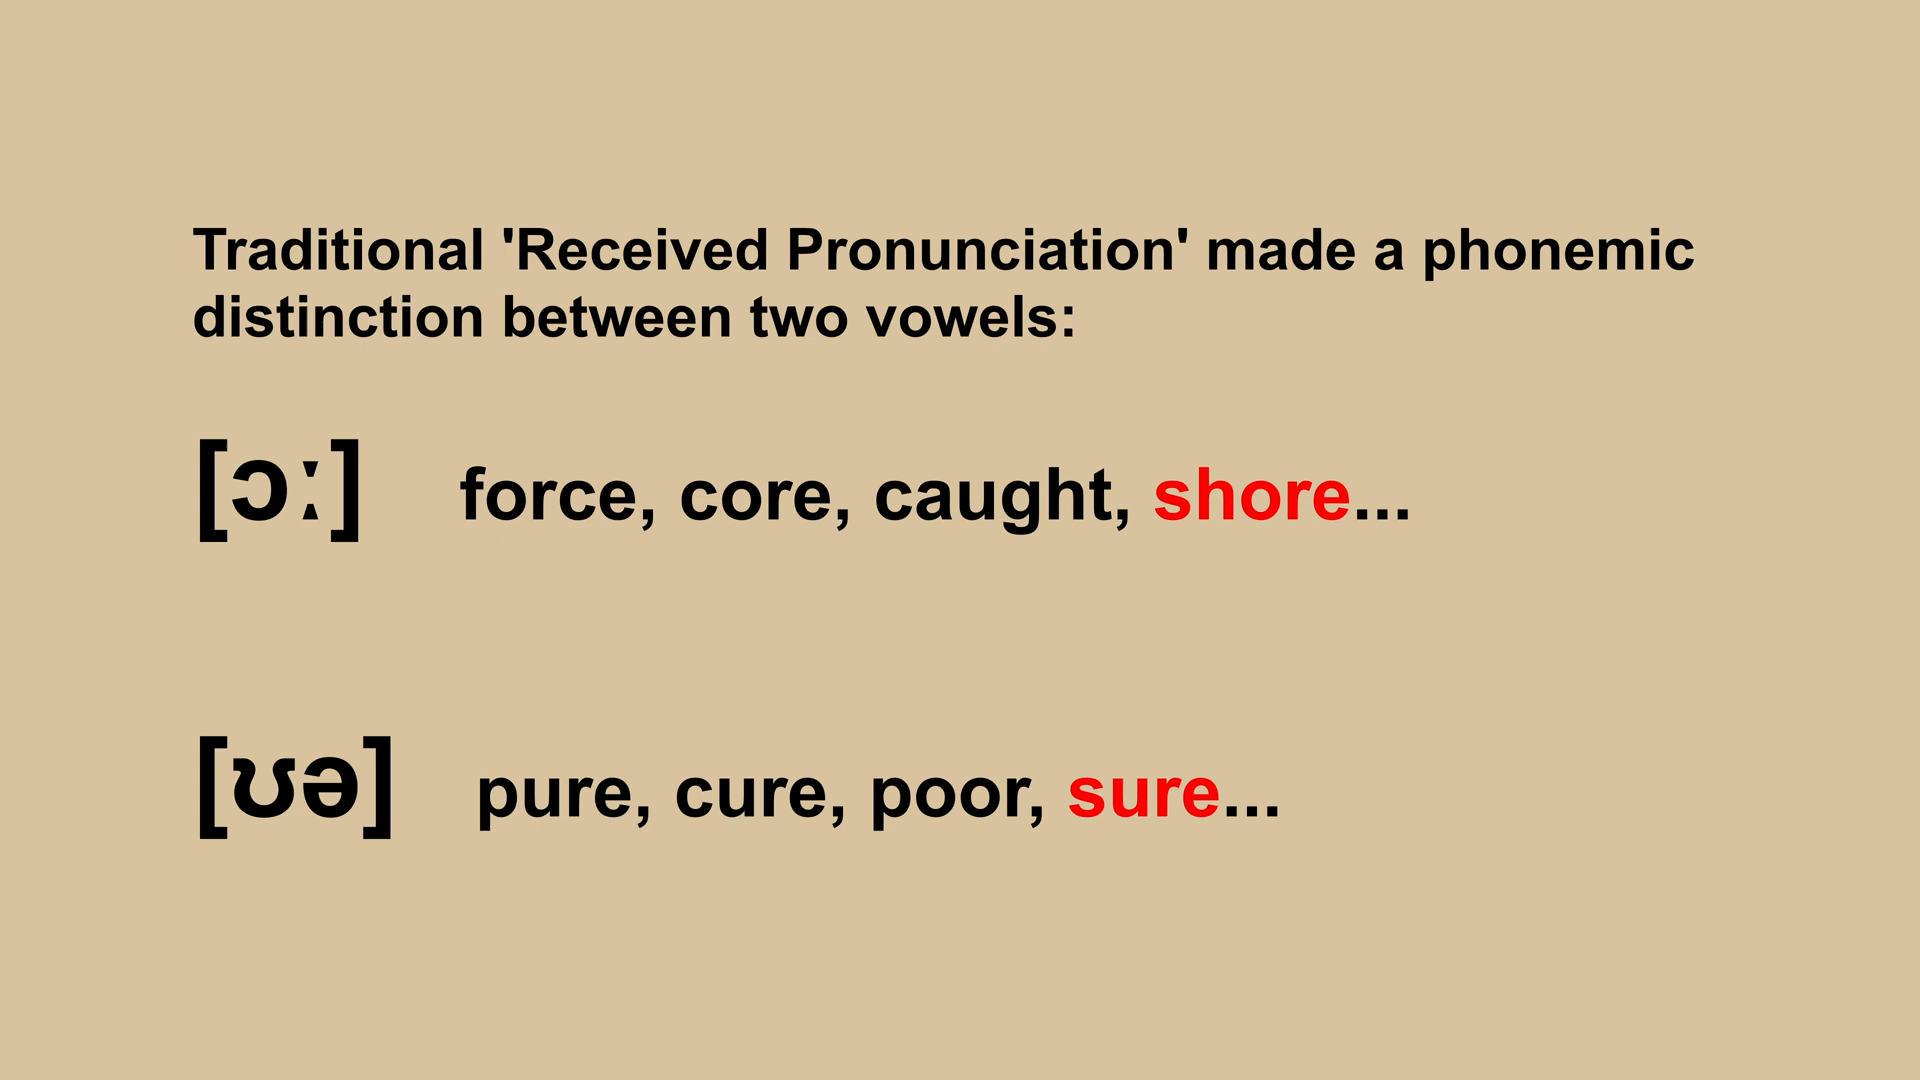 Traditional 'Received Pronunciation' made a phonemic
distinction between two vowels:
[ɔː] force, core, caught, shore...
[ʊə] pure, cure, poor, sure...